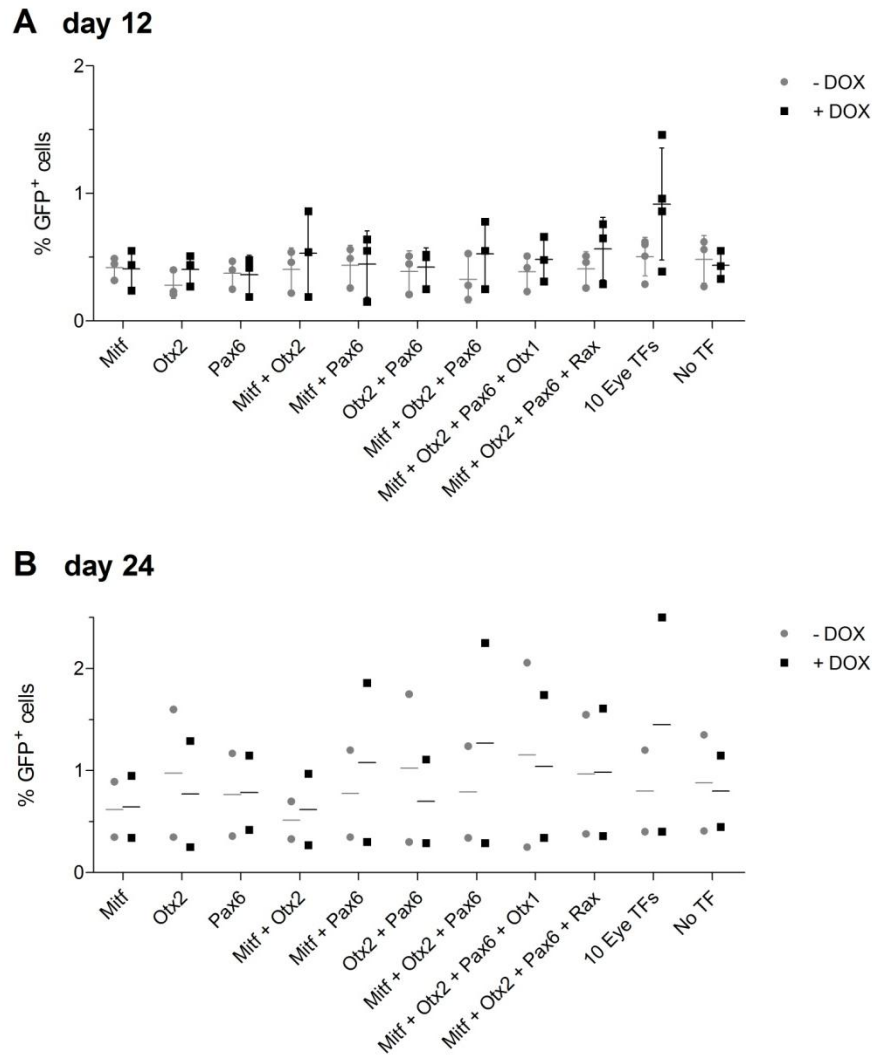 A day 12
2
1
0
% GFP+ cells
- DOX
+ DOX
Mitf
Otx2
Pax6
Mitf + Otx2
Mitf + Pax6
Otx2 + Pax6
Mitf + Otx2 + Pax6
Mitf + Otx2 + Pax6 + Otx1
Mitf + Otx2 + Pax6 + Rax
10 Eye TFs
No TF
B day 24
2
1
0
% GFP+ cells
- DOX
+ DOX
Mitf
Otx2
Pax6
Mitf + Otx2
Mitf + Pax6
Otx2 + Pax6
Mitf + Otx2 + Pax6
Mitf + Otx2 + Pax6 + Otx1
Mitf + Otx2 + Pax6 + Rax
10 Eye TFs
No TF